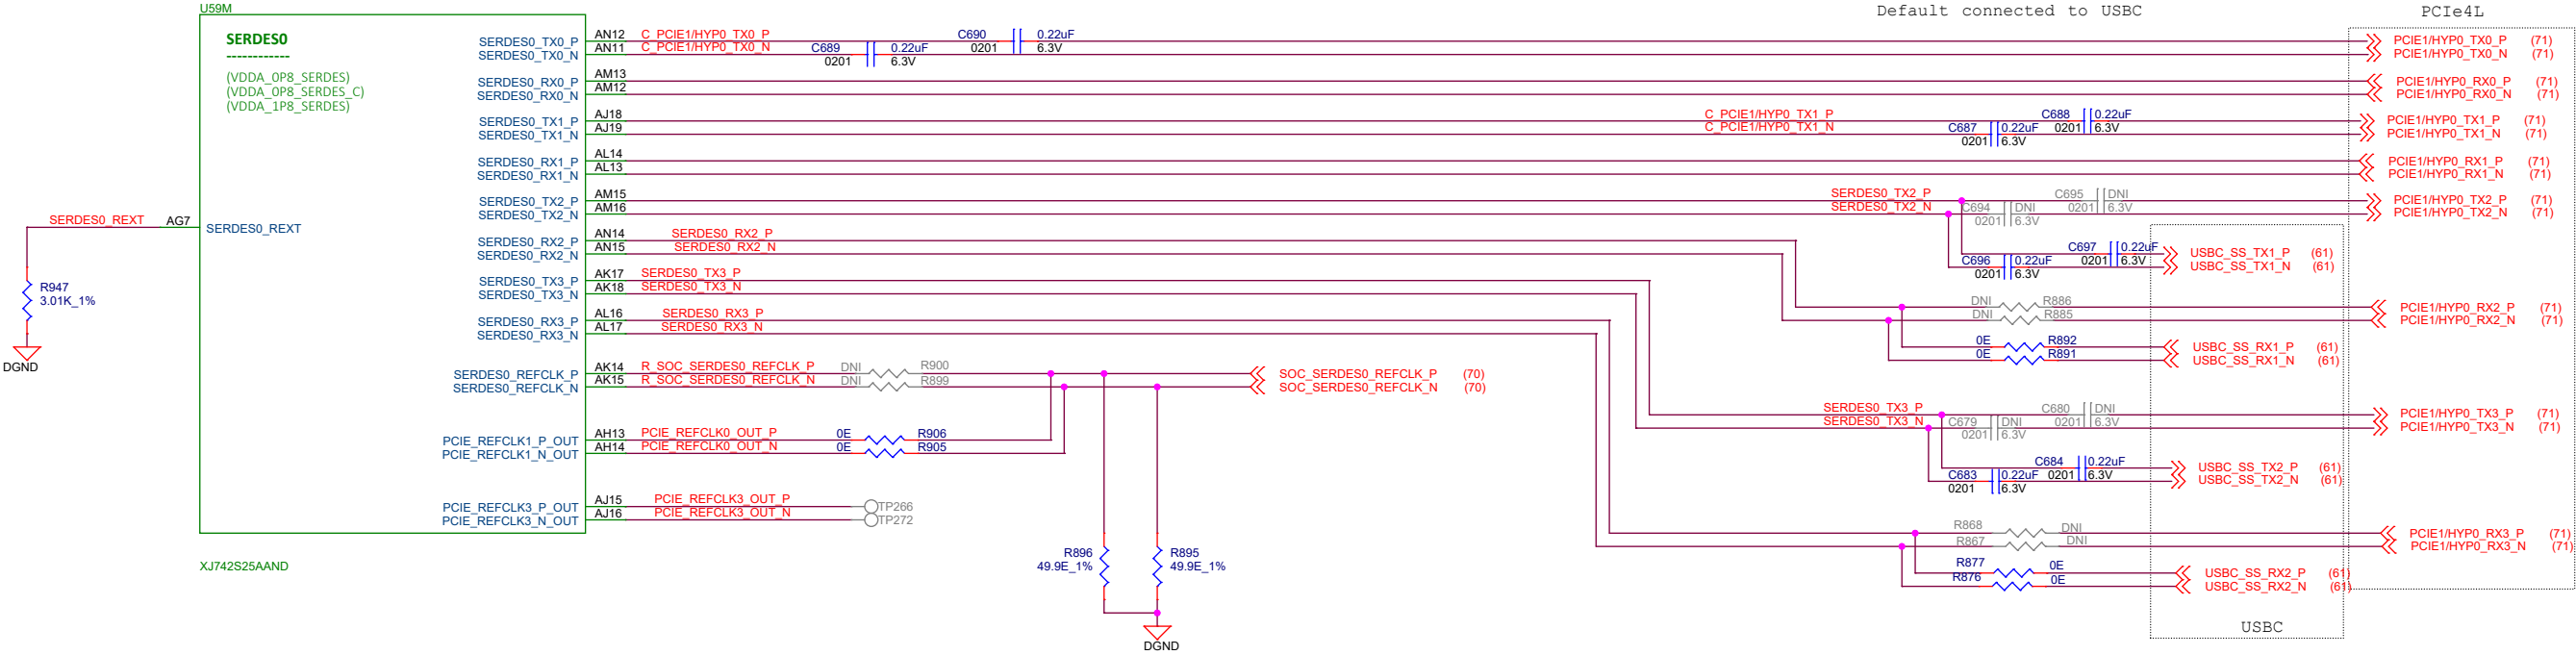 Default connected to USBC
PCIe4L
U59M
SERDES0
------------
(VDDA_0P8_SERDES)
(VDDA_0P8_SERDES_C)
(VDDA_1P8_SERDES)
SERDES0_TX0_P AN12 C_PCIE1/HYP0_TX0_P C690 0.22uF 0201 6.3V PCIE1/HYP0_TX0_P (71)
SERDES0_TX0_N AN11 C_PCIE1/HYP0_TX0_N C689 0.22uF 0201 6.3V PCIE1/HYP0_TX0_N (71)
SERDES0_RX0_P AM13 PCIE1/HYP0_RX0_P (71)
SERDES0_RX0_N AM12 PCIE1/HYP0_RX0_N (71)
SERDES0_TX1_P AJ18 C_PCIE1/HYP0_TX1_P C688 0.22uF 0201 6.3V PCIE1/HYP0_TX1_P (71)
SERDES0_TX1_N AJ19 C_PCIE1/HYP0_TX1_N C687 0.22uF 0201 6.3V PCIE1/HYP0_TX1_N (71)
SERDES0_RX1_P AL14 PCIE1/HYP0_RX1_P (71)
SERDES0_RX1_N AL13 PCIE1/HYP0_RX1_N (71)
SERDES0_TX2_P AM15 SERDES0_TX2_P C695 DNI 0201 6.3V PCIE1/HYP0_TX2_P (71)
SERDES0_TX2_N AM16 SERDES0_TX2_N C694 DNI 0201 6.3V PCIE1/HYP0_TX2_N (71)
SERDES0_REXT AG7 SERDES0_REXT
R947
3.01K_1%
DGND
SERDES0_RX2_P AN14 SERDES0_RX2_P
SERDES0_RX2_N AN15 SERDES0_RX2_N
C697 0.22uF 0201 6.3V USBC_SS_TX1_P (61)
C696 0.22uF 0201 6.3V USBC_SS_TX1_N (61)
SERDES0_TX3_P AK17 SERDES0_TX3_P
SERDES0_TX3_N AK18 SERDES0_TX3_N
DNI R886 PCIE1/HYP0_RX2_P (71)
DNI R885 PCIE1/HYP0_RX2_N (71)
SERDES0_RX3_P AL16 SERDES0_RX3_P
SERDES0_RX3_N AL17 SERDES0_RX3_N
0E R892 USBC_SS_RX1_P (61)
0E R891 USBC_SS_RX1_N (61)
SERDES0_REFCLK_P AK14 R_SOC_SERDES0_REFCLK_P DNI R900 SOC_SERDES0_REFCLK_P (70)
SERDES0_REFCLK_N AK15 R_SOC_SERDES0_REFCLK_N DNI R899 SOC_SERDES0_REFCLK_N (70)
SERDES0_TX3_P C680 DNI 0201 6.3V PCIE1/HYP0_TX3_P (71)
SERDES0_TX3_N C679 DNI 0201 6.3V PCIE1/HYP0_TX3_N (71)
PCIE_REFCLK1_P_OUT AH13 PCIE_REFCLK0_OUT_P 0E R906
PCIE_REFCLK1_N_OUT AH14 PCIE_REFCLK0_OUT_N 0E R905
C684 0.22uF 0201 6.3V USBC_SS_TX2_P (61)
C683 0.22uF 0201 6.3V USBC_SS_TX2_N (61)
PCIE_REFCLK3_P_OUT AJ15 PCIE_REFCLK3_OUT_P TP266
PCIE_REFCLK3_N_OUT AJ16 PCIE_REFCLK3_OUT_N TP272
R868 DNI PCIE1/HYP0_RX3_P (71)
R867 DNI PCIE1/HYP0_RX3_N (71)
R896 R895
49.9E_1% 49.9E_1%
XJ742S25AAND
R877 0E USBC_SS_RX2_P (61)
R876 0E USBC_SS_RX2_N (61)
USBC
DGND